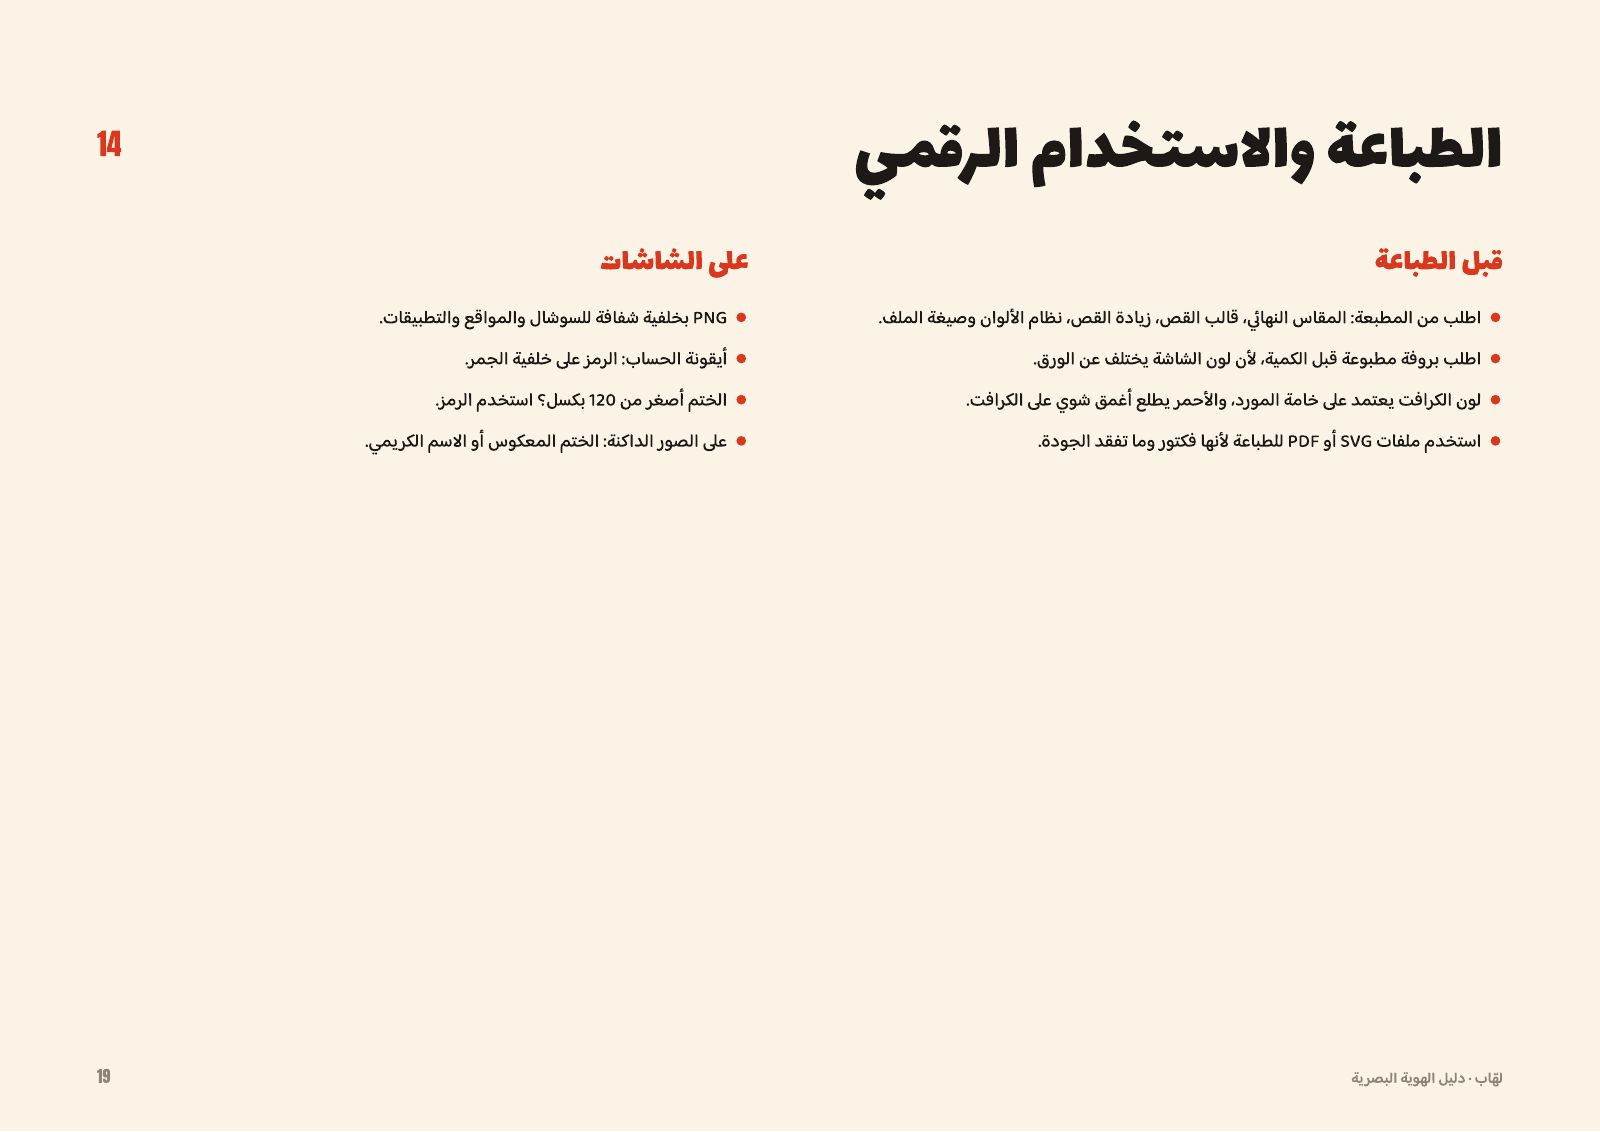 الطباعة والاستخدام الرقمي
14
قبل الطباعة
اطلب من المطبعة: المقاس النهائي، قالب القص، زيادة القص، نظام الألوان وصيغة الملف.
اطلب بروفة مطبوعة قبل الكمية، لأن لون الشاشة يختلف عن الورق.
لون الكرافت يعتمد على خامة المورد، والأحمر يطلع أغمق شوي على الكرافت.
استخدم ملفات SVG أو PDF للطباعة لأنها فكتور وما تفقد الجودة.
على الشاشات
PNG بخلفية شفافة للسوشال والمواقع والتطبيقات.
أيقونة الحساب: الرمز على خلفية الجمر.
الختم أصغر من 120 بكسل؟ استخدم الرمز.
على الصور الداكنة: الختم المعكوس أو الاسم الكريمي.
لهّاب · دليل الهوية البصرية
19